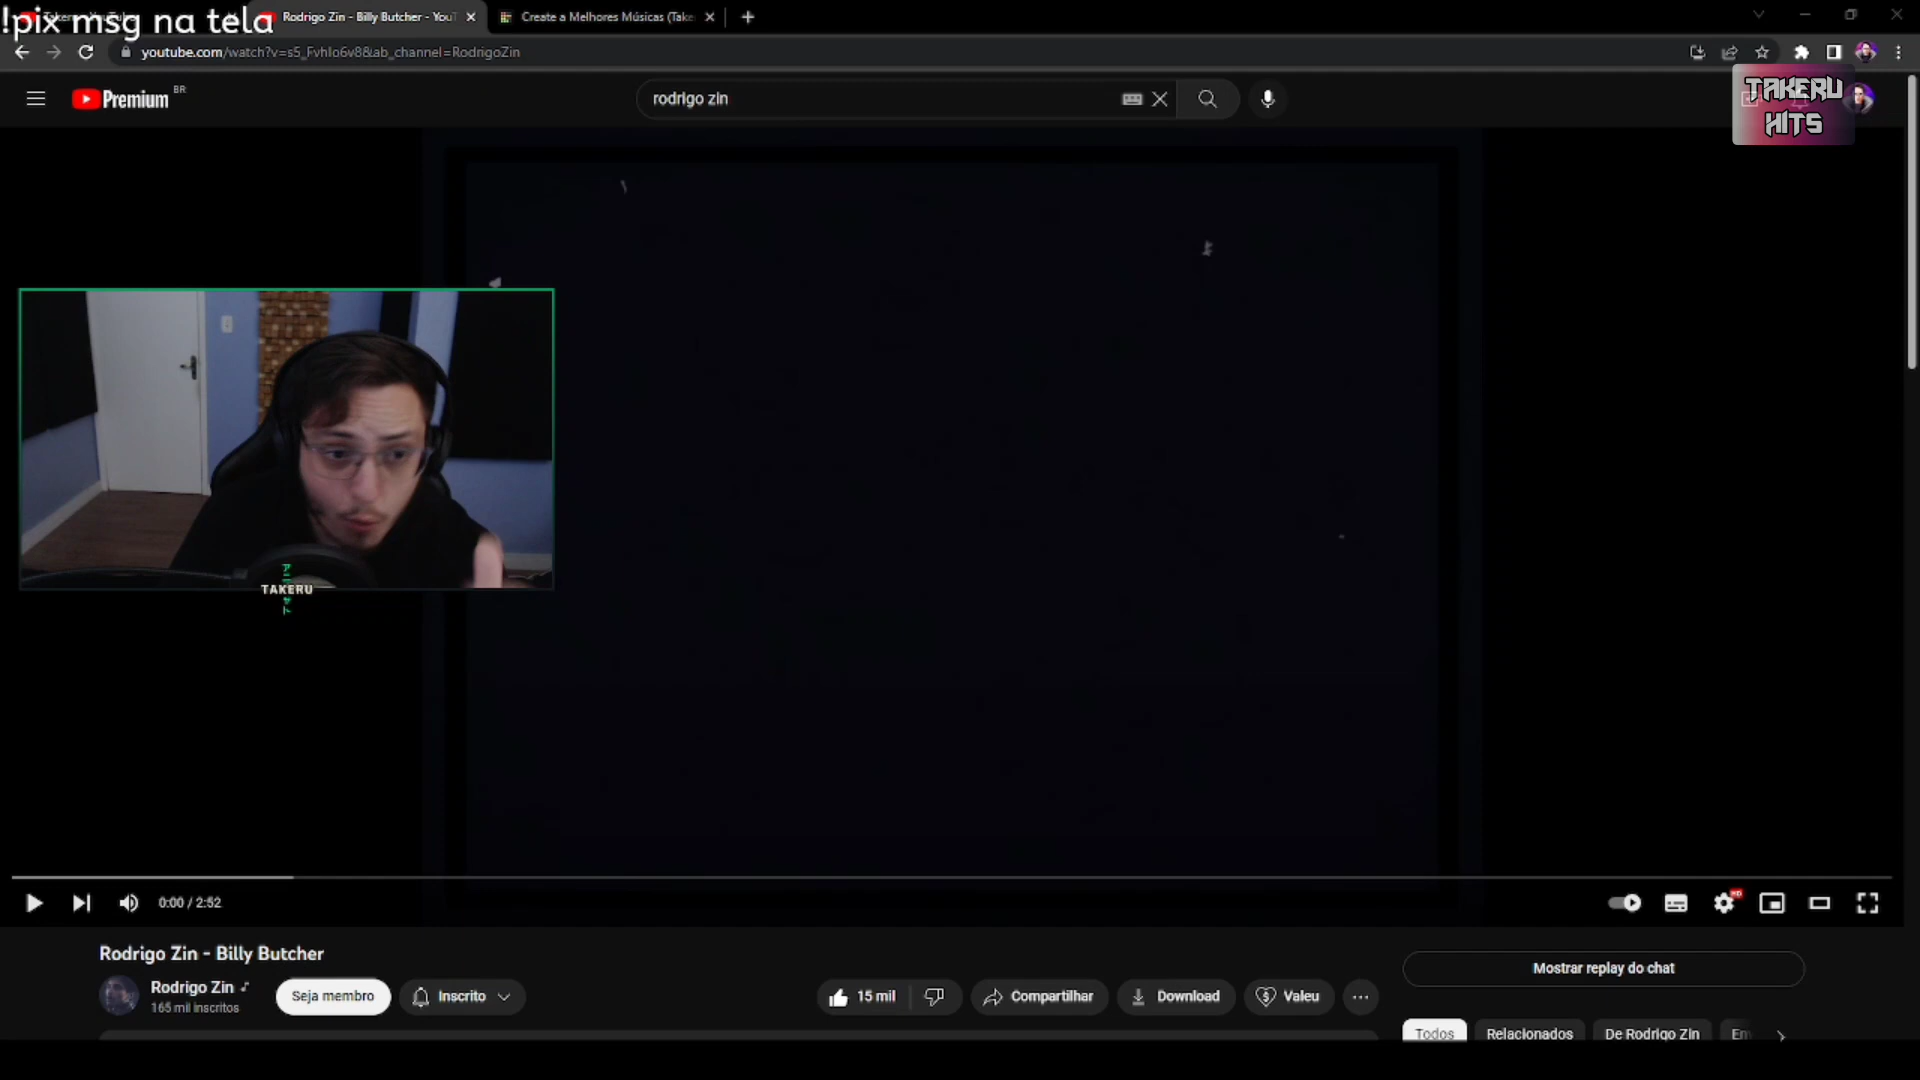 !pix msg na tela
Rodrigo Zin - Billy Butcher - YouT
Create a Melhores Músicas (Take
youtube.com/watch?v=s5_Fvhlo6v8&ab_channel=RodrigoZin
Premium BR
rodrigo zin
TAKERU
HITS
TAKERU
0:00 / 2:52
HD
Rodrigo Zin - Billy Butcher
Rodrigo Zin
165 mil inscritos
Seja membro
Inscrito
15 mil
Compartilhar
Download
Valeu
Mostrar replay do chat
Todos
Relacionados
De Rodrigo Zin